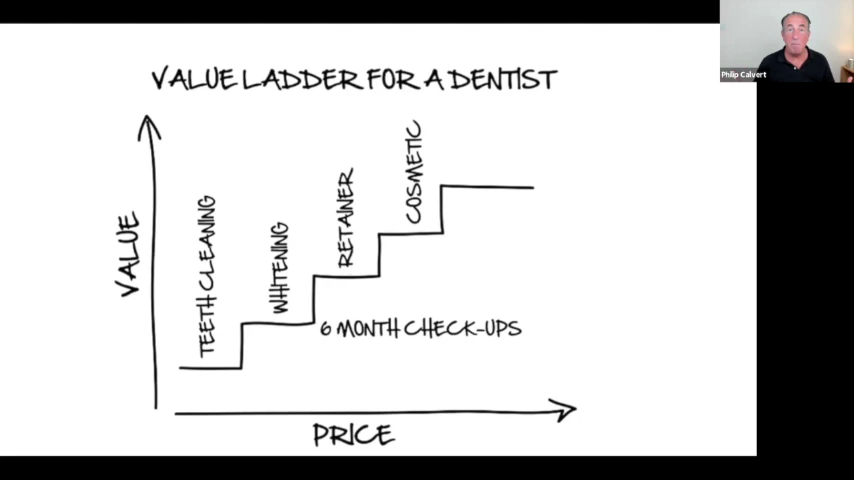 Philip Calvert
VALUE LADDER FOR A DENTIST
VALUE
TEETH CLEANING
WHITENING
RETAINER
COSMETIC
6 MONTH CHECK-UPS
PRICE